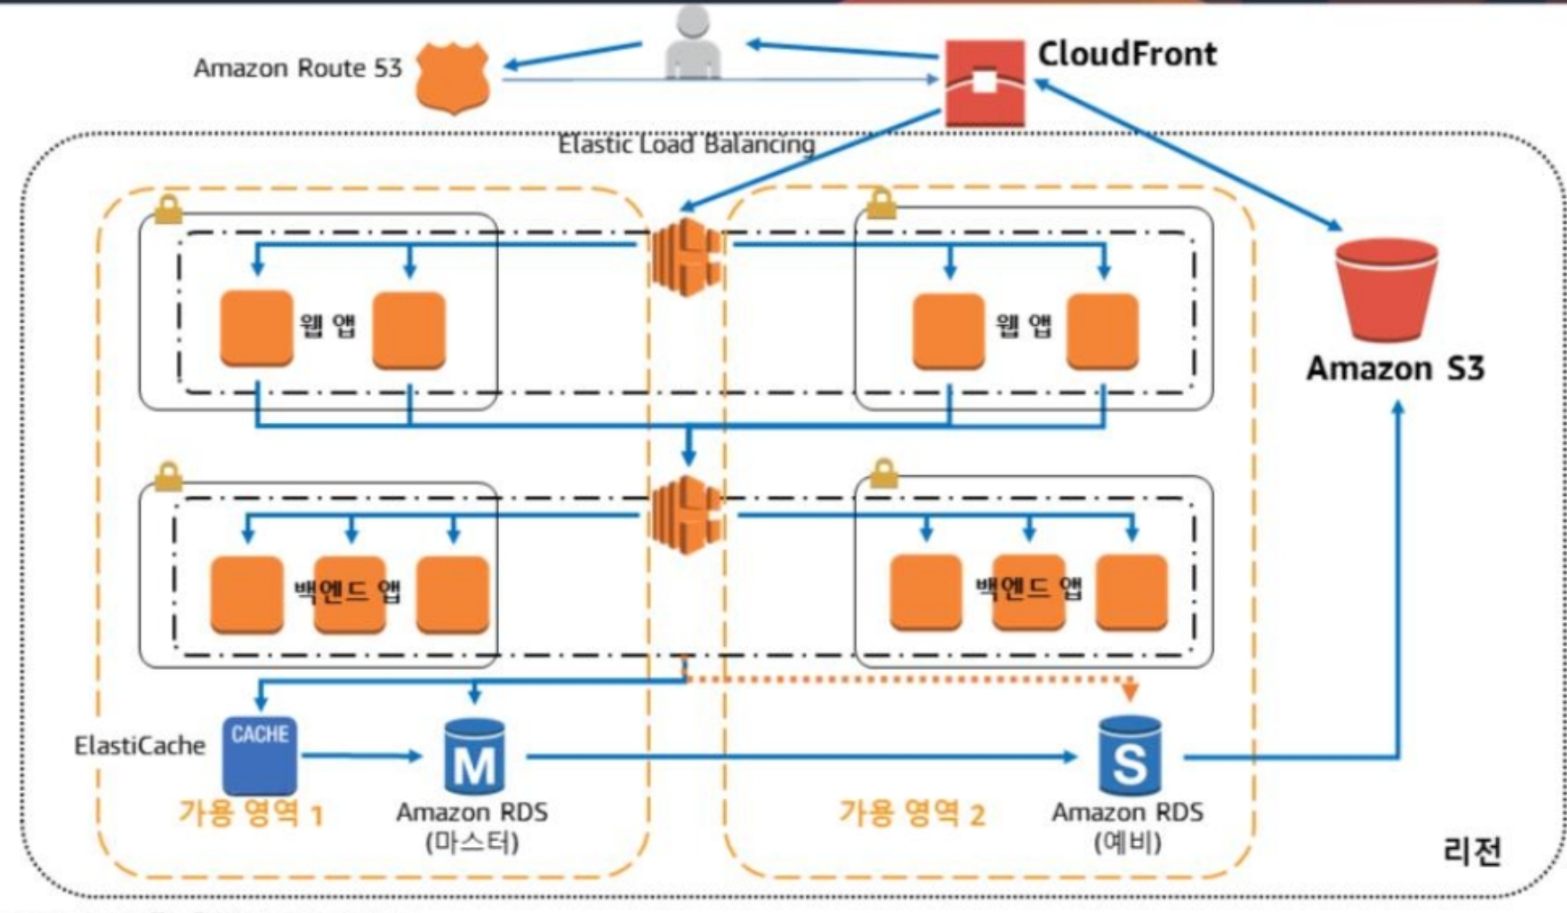 Amazon Route 53
CloudFront
Elastic Load Balancing
웹 앱
웹 앱
Amazon S3
백엔드 앱
백엔드 앱
ElastiCache
CACHE
M
S
가용 영역 1
Amazon RDS
(마스터)
가용 영역 2
Amazon RDS
(예비)
리전